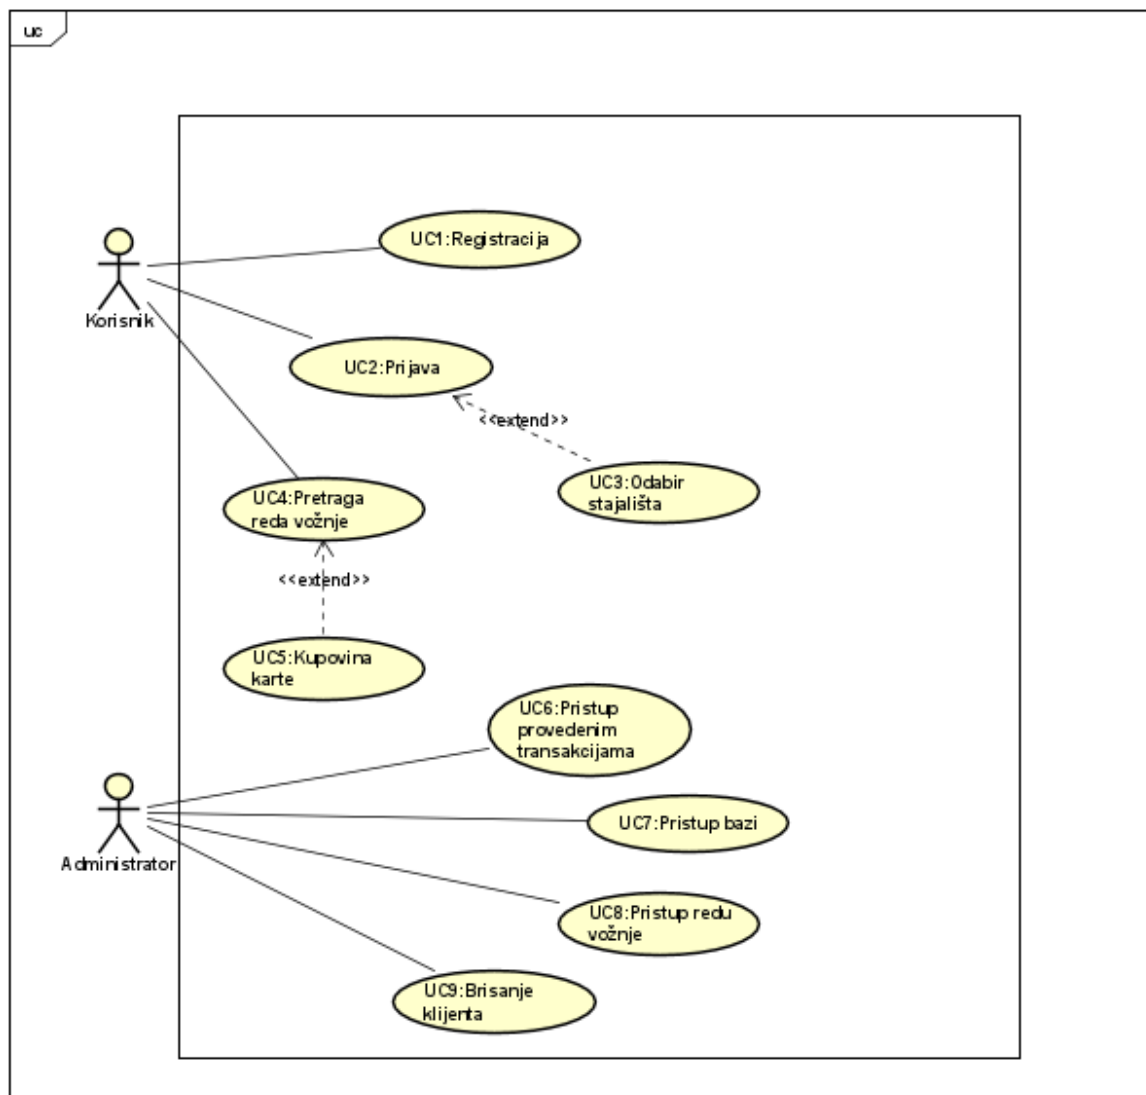 uc
UC1:Registracija
Korisnik
UC2:Prijava
<<extend>>
UC3:Odabir
stajališta
UC4:Pretraga
reda vožnje
<<extend>>
UC5:Kupovina
karte
UC6:Pristup
provedenim
transakcijama
UC7:Pristup bazi
Administrator
UC8:Pristup redu
vožnje
UC9:Brisanje
klijenta